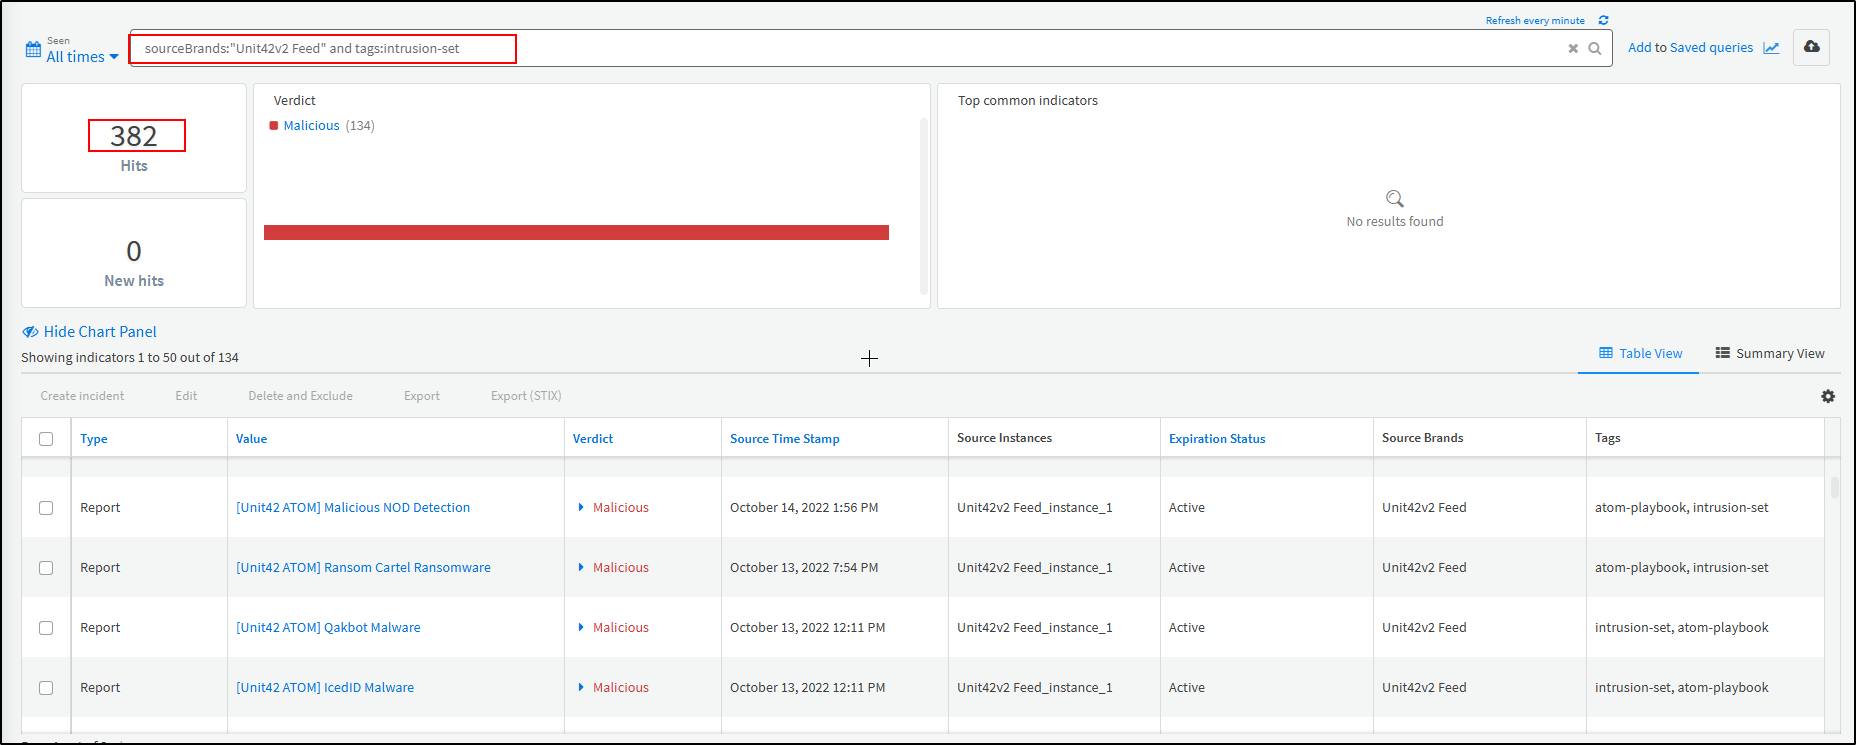 Refresh every minute
Seen
All times
sourceBrands:"Unit42v2 Feed" and tags:intrusion-set
Add to Saved queries
382
Hits
0
New hits
Verdict
Malicious (134)
Top common indicators
No results found
Hide Chart Panel
Showing indicators 1 to 50 out of 134
Table View
Summary View
Create incident Edit Delete and Exclude Export Export (STIX)
Type Value Verdict Source Time Stamp Source Instances Expiration Status Source Brands Tags
Report [Unit42 ATOM] Malicious NOD Detection Malicious October 14, 2022 1:56 PM Unit42v2 Feed_instance_1 Active Unit42v2 Feed atom-playbook, intrusion-set
Report [Unit42 ATOM] Ransom Cartel Ransomware Malicious October 13, 2022 7:54 PM Unit42v2 Feed_instance_1 Active Unit42v2 Feed atom-playbook, intrusion-set
Report [Unit42 ATOM] Qakbot Malware Malicious October 13, 2022 12:11 PM Unit42v2 Feed_instance_1 Active Unit42v2 Feed intrusion-set, atom-playbook
Report [Unit42 ATOM] IcedID Malware Malicious October 13, 2022 12:11 PM Unit42v2 Feed_instance_1 Active Unit42v2 Feed intrusion-set, atom-playbook